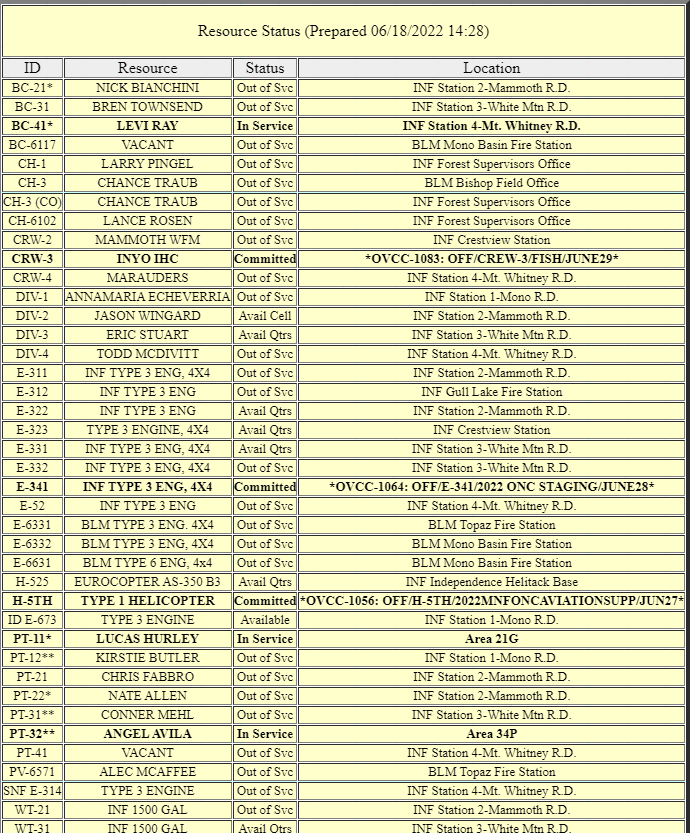 Resource Status (Prepared 06/18/2022 14:28)
ID Resource Status Location
BC-21* NICK BIANCHINI Out of Svc INF Station 2-Mammoth R.D.
BC-31 BREN TOWNSEND Out of Svc INF Station 3-White Mtn R.D.
BC-41* LEVI RAY In Service INF Station 4-Mt. Whitney R.D.
BC-6117 VACANT Out of Svc BLM Mono Basin Fire Station
CH-1 LARRY PINGEL Out of Svc INF Forest Supervisors Office
CH-3 CHANCE TRAUB Out of Svc BLM Bishop Field Office
CH-3 (CO) CHANCE TRAUB Out of Svc INF Forest Supervisors Office
CH-6102 LANCE ROSEN Out of Svc INF Forest Supervisors Office
CRW-2 MAMMOTH WFM Out of Svc INF Crestview Station
CRW-3 INYO IHC Committed *OVCC-1083: OFF/CREW-3/FISH/JUNE29*
CRW-4 MARAUDERS Out of Svc INF Station 4-Mt. Whitney R.D.
DIV-1 ANNAMARIA ECHEVERRIA Out of Svc INF Station 1-Mono R.D.
DIV-2 JASON WINGARD Avail Cell INF Station 2-Mammoth R.D.
DIV-3 ERIC STUART Avail Qtrs INF Station 3-White Mtn R.D.
DIV-4 TODD MCDIVITT Out of Svc INF Station 4-Mt. Whitney R.D.
E-311 INF TYPE 3 ENG, 4X4 Out of Svc INF Station 2-Mammoth R.D.
E-312 INF TYPE 3 ENG Out of Svc INF Gull Lake Fire Station
E-322 INF TYPE 3 ENG Avail Qtrs INF Station 2-Mammoth R.D.
E-323 TYPE 3 ENGINE, 4X4 Avail Qtrs INF Crestview Station
E-331 INF TYPE 3 ENG, 4X4 Avail Qtrs INF Station 3-White Mtn R.D.
E-332 INF TYPE 3 ENG, 4X4 Out of Svc INF Station 3-White Mtn R.D.
E-341 INF TYPE 3 ENG, 4X4 Committed *OVCC-1064: OFF/E-341/2022 ONC STAGING/JUNE28*
E-52 INF TYPE 3 ENG Out of Svc INF Station 4-Mt. Whitney R.D.
E-6331 BLM TYPE 3 ENG. 4X4 Out of Svc BLM Topaz Fire Station
E-6332 BLM TYPE 3 ENG, 4X4 Out of Svc BLM Mono Basin Fire Station
E-6631 BLM TYPE 6 ENG, 4x4 Out of Svc BLM Mono Basin Fire Station
H-525 EUROCOPTER AS-350 B3 Avail Qtrs INF Independence Helitack Base
H-5TH TYPE 1 HELICOPTER Committed *OVCC-1056: OFF/H-5TH/2022MNFONCAVIATIONSUPP/JUN27*
ID E-673 TYPE 3 ENGINE Available INF Station 1-Mono R.D.
PT-11* LUCAS HURLEY In Service Area 21G
PT-12** KIRSTIE BUTLER Out of Svc INF Station 1-Mono R.D.
PT-21 CHRIS FABBRO Out of Svc INF Station 2-Mammoth R.D.
PT-22* NATE ALLEN Out of Svc INF Station 2-Mammoth R.D.
PT-31** CONNER MEHL Out of Svc INF Station 3-White Mtn R.D.
PT-32** ANGEL AVILA In Service Area 34P
PT-41 VACANT Out of Svc INF Station 4-Mt. Whitney R.D.
PV-6571 ALEC MCAFFEE Out of Svc BLM Topaz Fire Station
SNF E-314 TYPE 3 ENGINE Out of Svc INF Station 4-Mt. Whitney R.D.
WT-21 INF 1500 GAL Out of Svc INF Station 2-Mammoth R.D.
WT-31 INF 1500 GAL Avail Qtrs INF Station 3-White Mtn R.D.